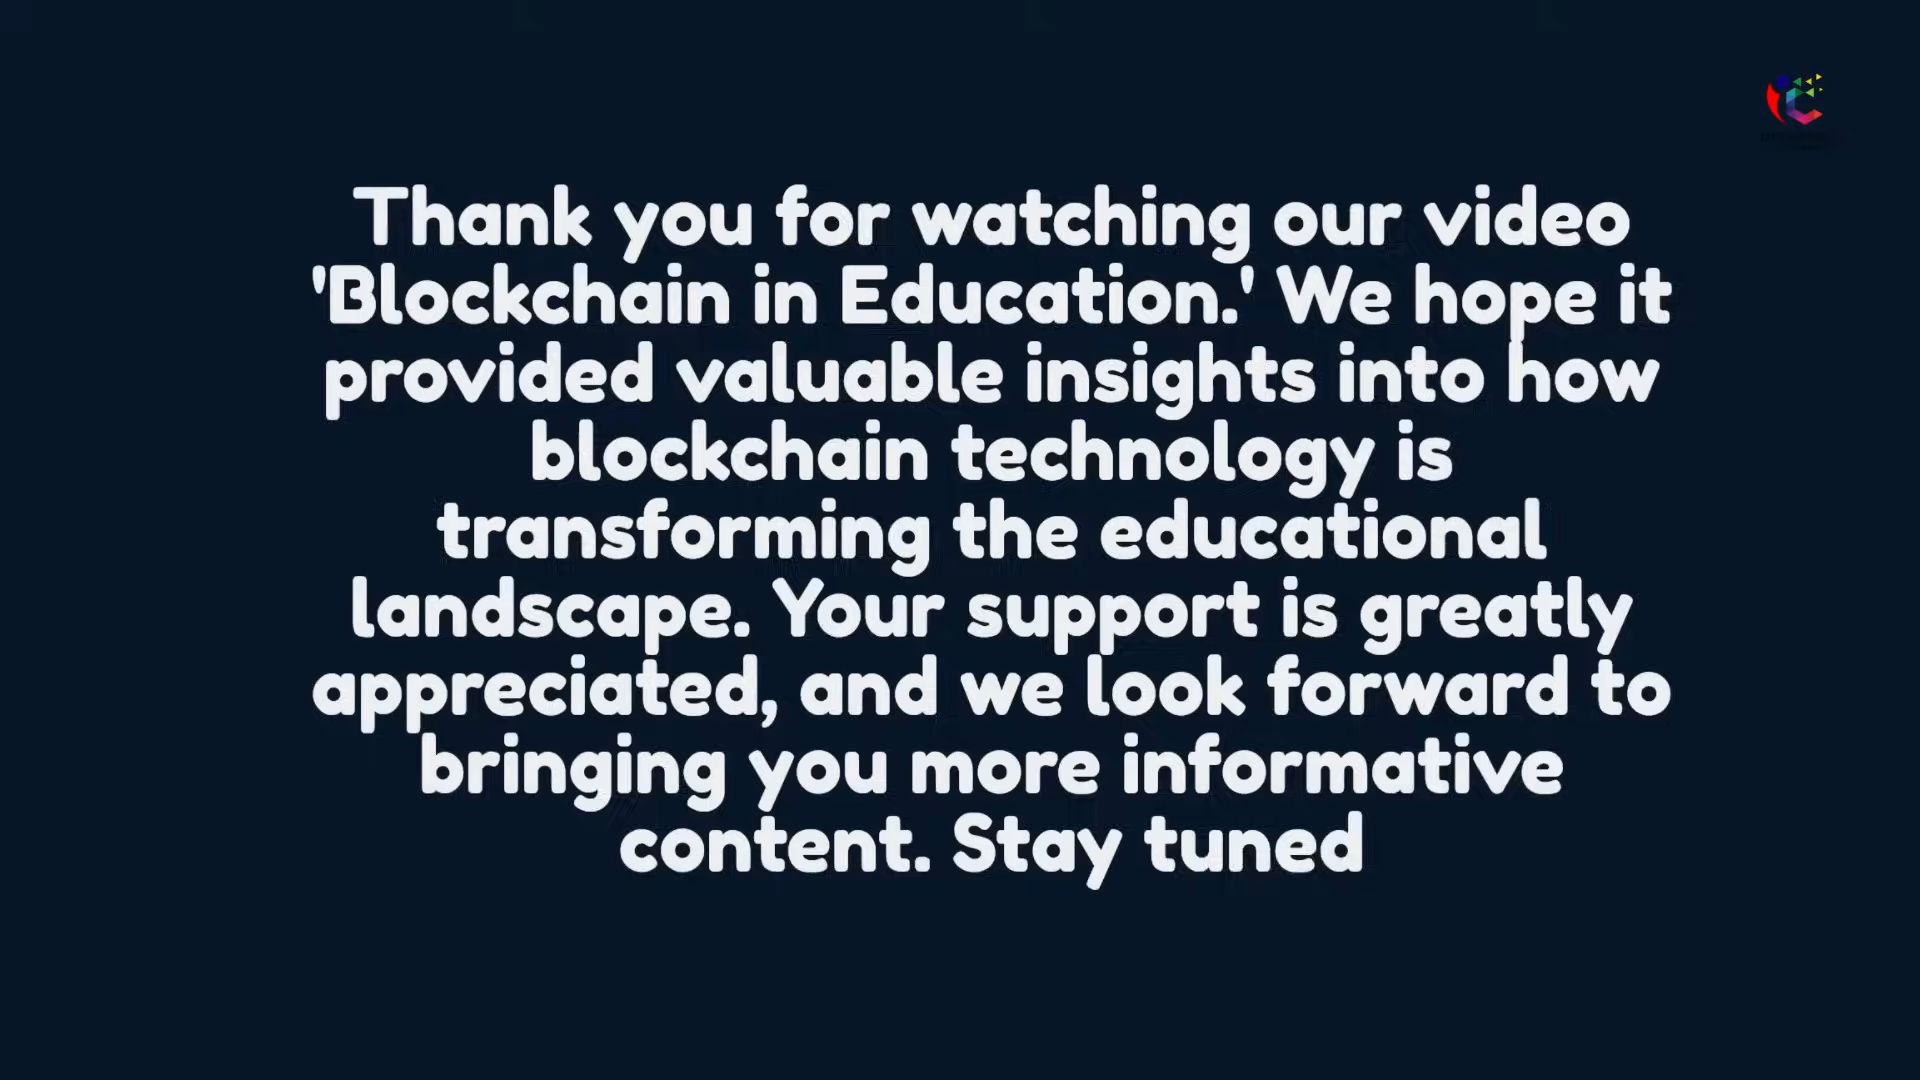 Thank you for watching our video
'Blockchain in Education.' We hope it
provided valuable insights into how
blockchain technology is
transforming the educational
landscape. Your support is greatly
appreciated, and we look forward to
bringing you more informative
content. Stay tuned